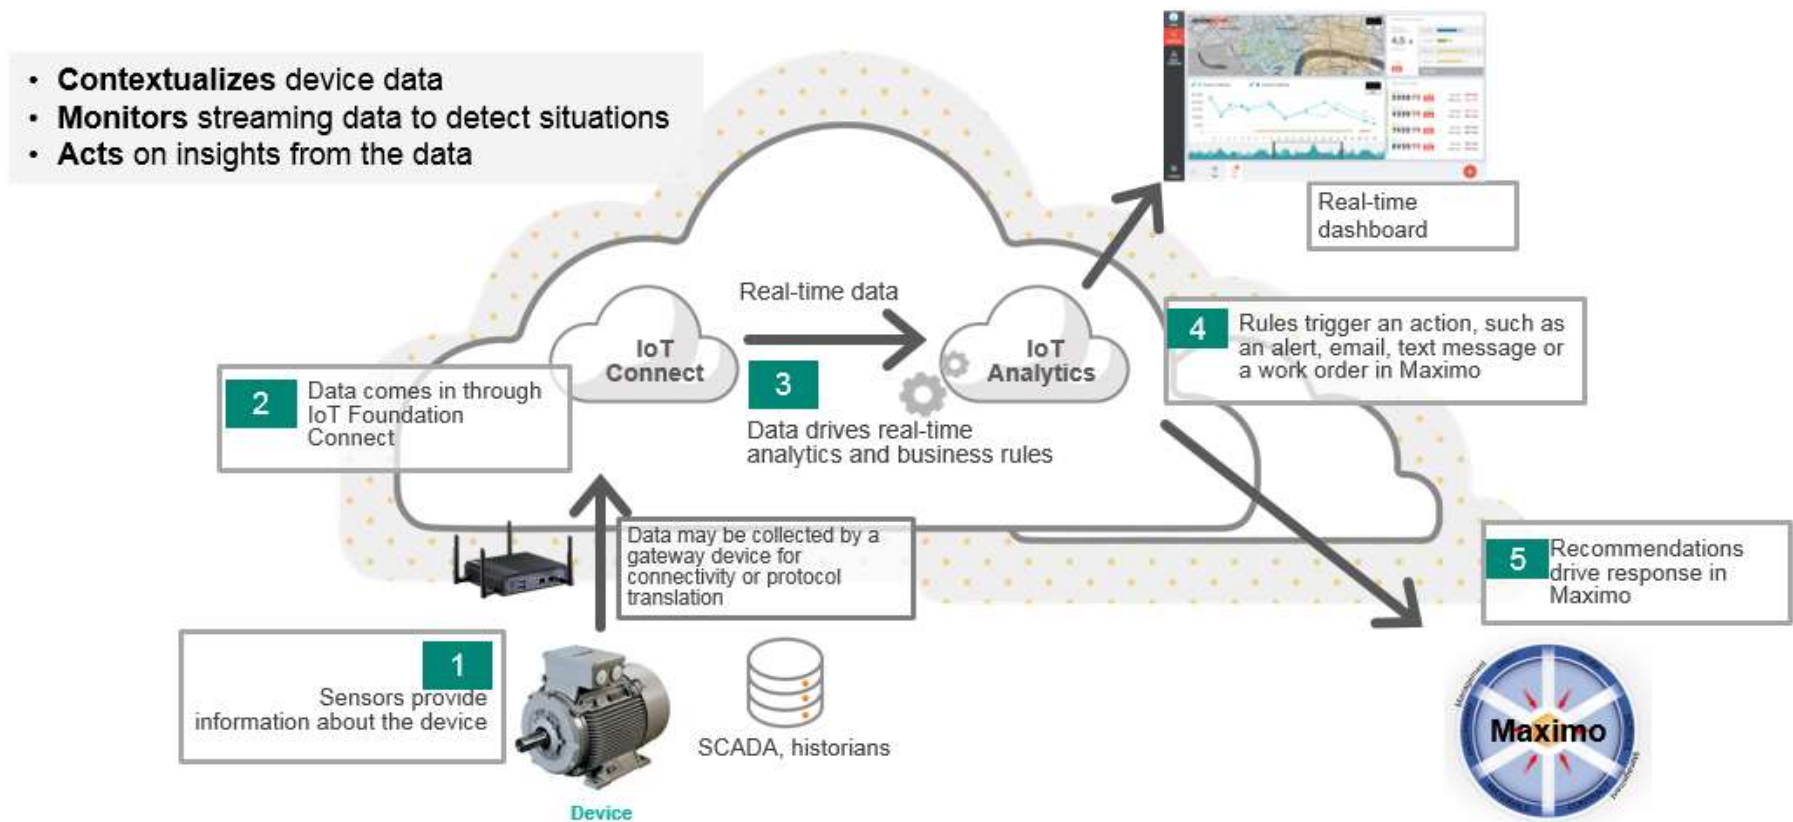 • Contextualizes device data
• Monitors streaming data to detect situations
• Acts on insights from the data
Real-time
dashboard
Real-time data
IoT
Connect
IoT
Analytics
2
Data comes in through
IoT Foundation
Connect
3
Data drives real-time
analytics and business rules
4
Rules trigger an action, such as
an alert, email, text message or
a work order in Maximo
Data may be collected by a
gateway device for
connectivity or protocol
translation
5
Recommendations
drive response in
Maximo
1
Sensors provide
information about the device
SCADA, historians
Device
Management
Maximo